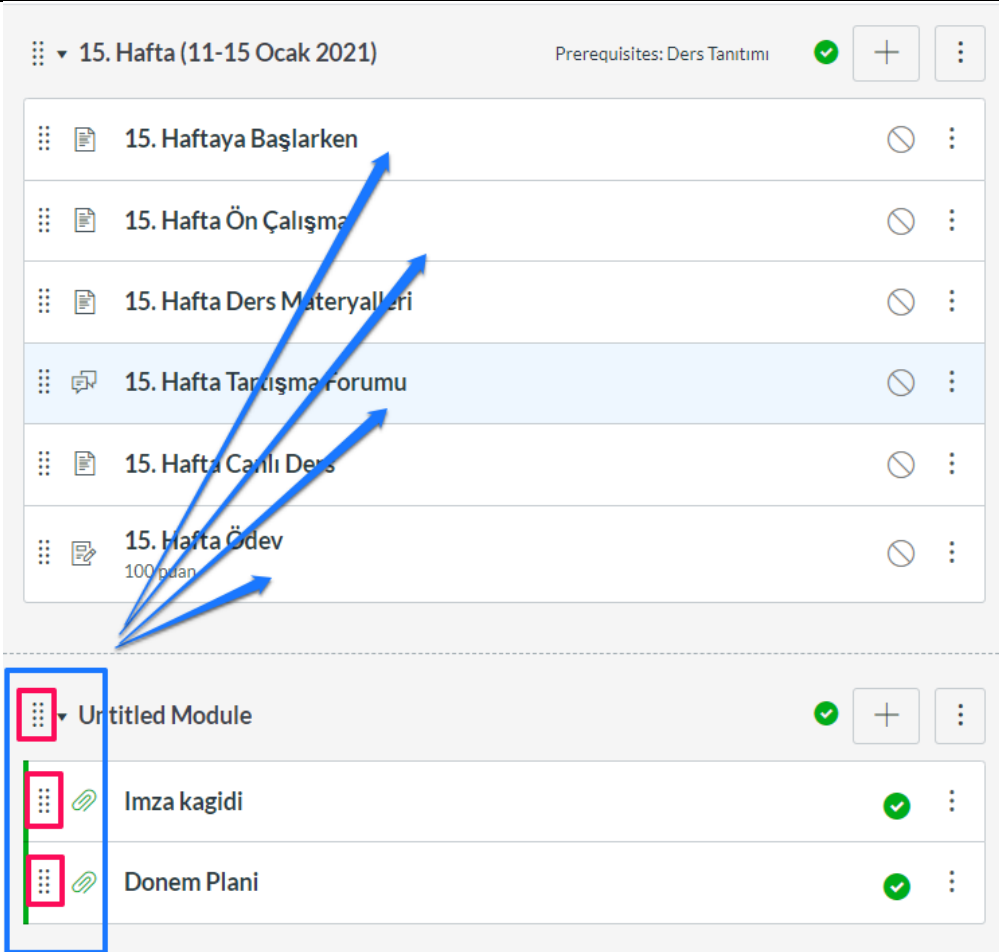 15. Hafta (11-15 Ocak 2021)
Prerequisites: Ders Tanıtımı
15. Haftaya Başlarken
15. Hafta Ön Çalışma
15. Hafta Ders Materyalleri
15. Hafta Tartışma Forumu
15. Hafta Canlı Ders
15. Hafta Ödev
100 puan
Untitled Module
Imza kagidi
Donem Plani